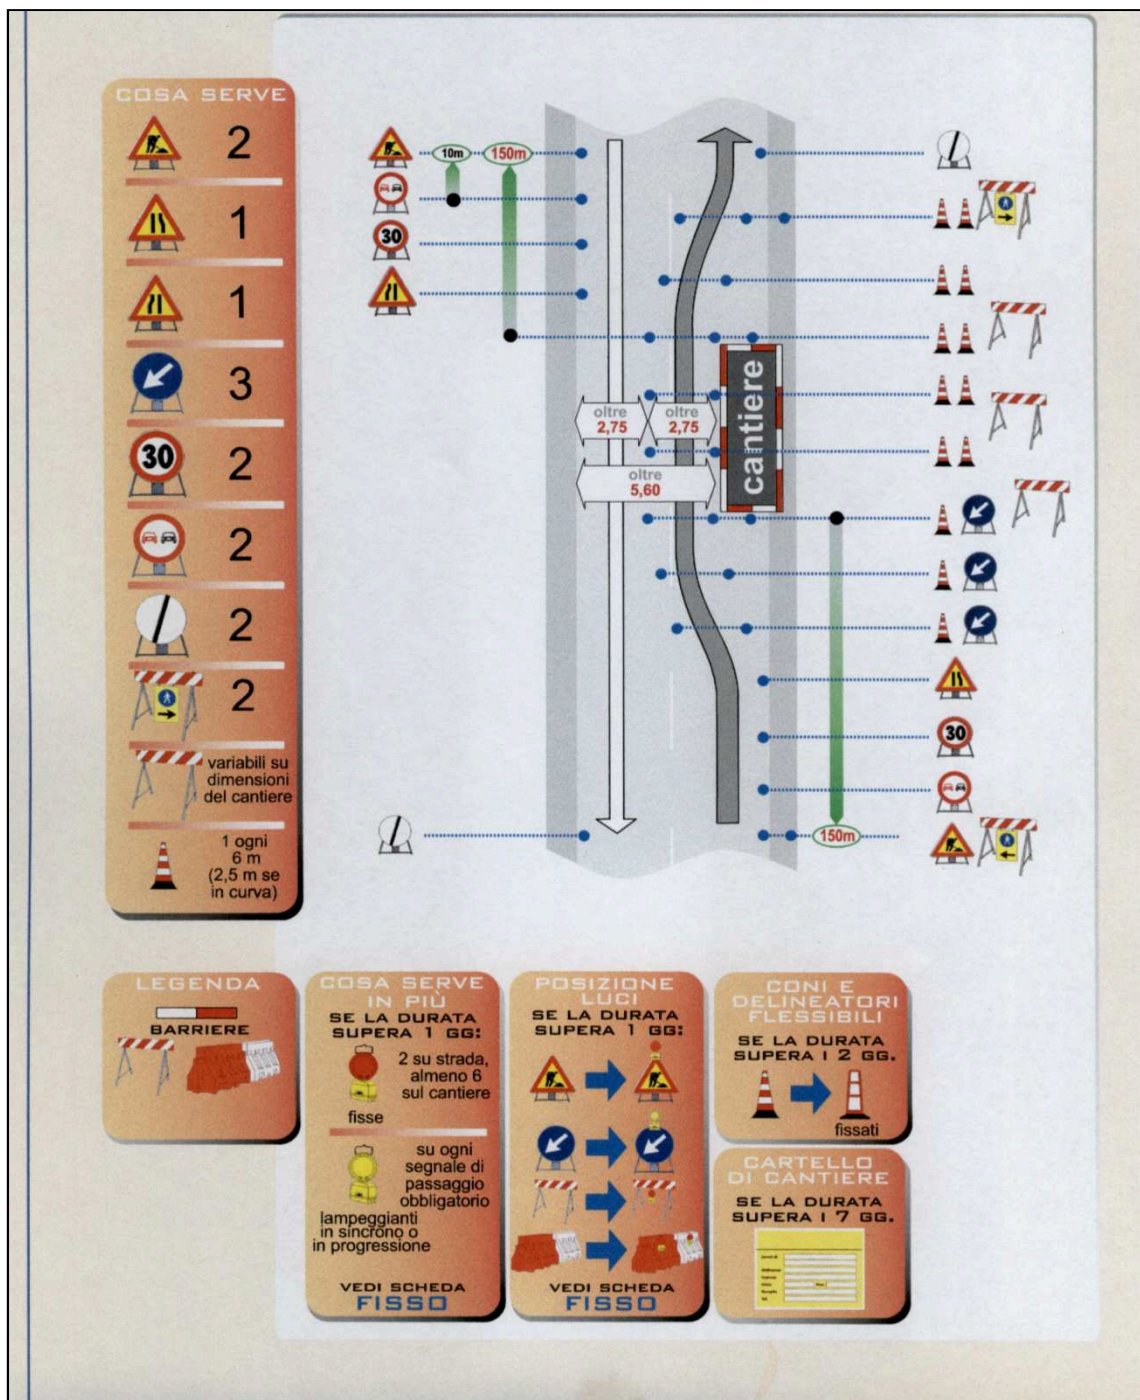 COSA SERVE
2
1
1
3
30
2
2
2
2
variabili su
dimensioni
del cantiere
1 ogni
6 m
(2,5 m se
in curva)
10m
150m
30
oltre
2,75
oltre
2,75
oltre
5,60
cantiere
30
150m
LEGENDA
BARRIERE
COSA SERVE
IN PIÙ
SE LA DURATA
SUPERA 1 GG:
2 su strada,
almeno 6
sul cantiere
fisse
su ogni
segnale di
passaggio
obbligatorio
lampeggianti
in sincrono o
in progressione
VEDI SCHEDA
FISSO
POSIZIONE
LUCI
SE LA DURATA
SUPERA 1 GG:
VEDI SCHEDA
FISSO
CONI E
DELINEATORI
FLESSIBILI
SE LA DURATA
SUPERA I 2 GG.
fissati
CARTELLO
DI CANTIERE
SE LA DURATA
SUPERA I 7 GG.